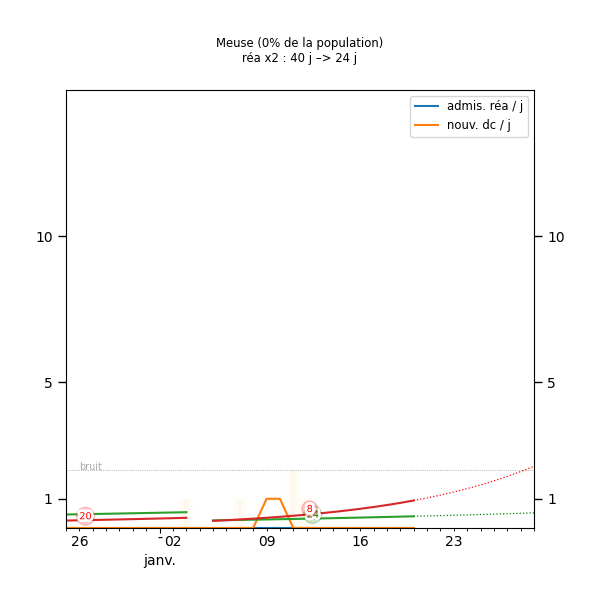 Meuse (0% de la population)
réa x2 : 40 j –> 24 j
admis. réa / j
nouv. dc / j
10
10
5
5
bruit
1
1
20
8
24
26
02
09
16
23
janv.